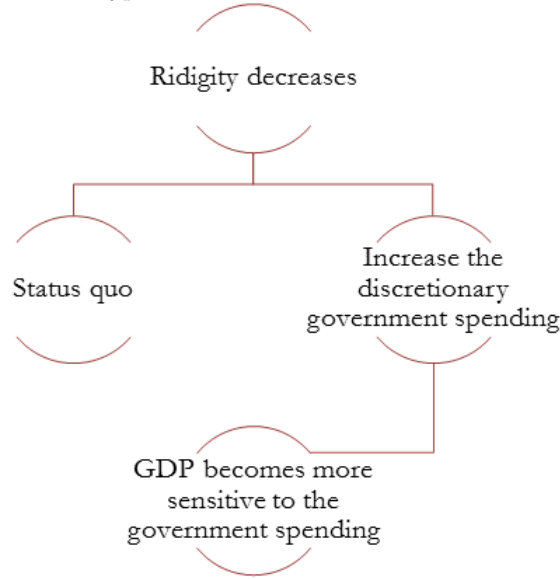 Ridigity decreases
Status quo
Increase the
discretionary
government spending
GDP becomes more
sensitive to the
government spending